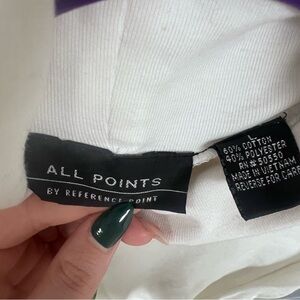 ALL POINTS
BY REFERENCE POINT
L
60% COTTON
40% POLYESTER
RN#50550
MADE IN VIETNAM
REVERSE FOR CARE